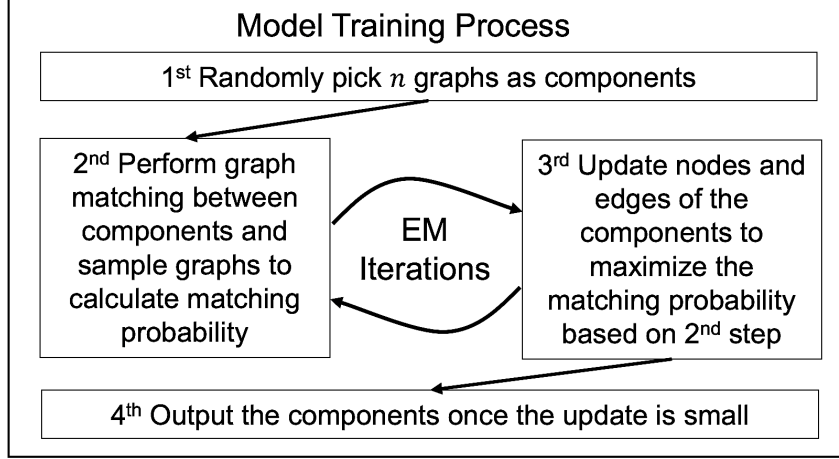 Model Training Process
1st Randomly pick n graphs as components
2nd Perform graph
matching between
components and
sample graphs to
calculate matching
probability
EM
Iterations
3rd Update nodes and
edges of the
components to
maximize the
matching probability
based on 2nd step
4th Output the components once the update is small